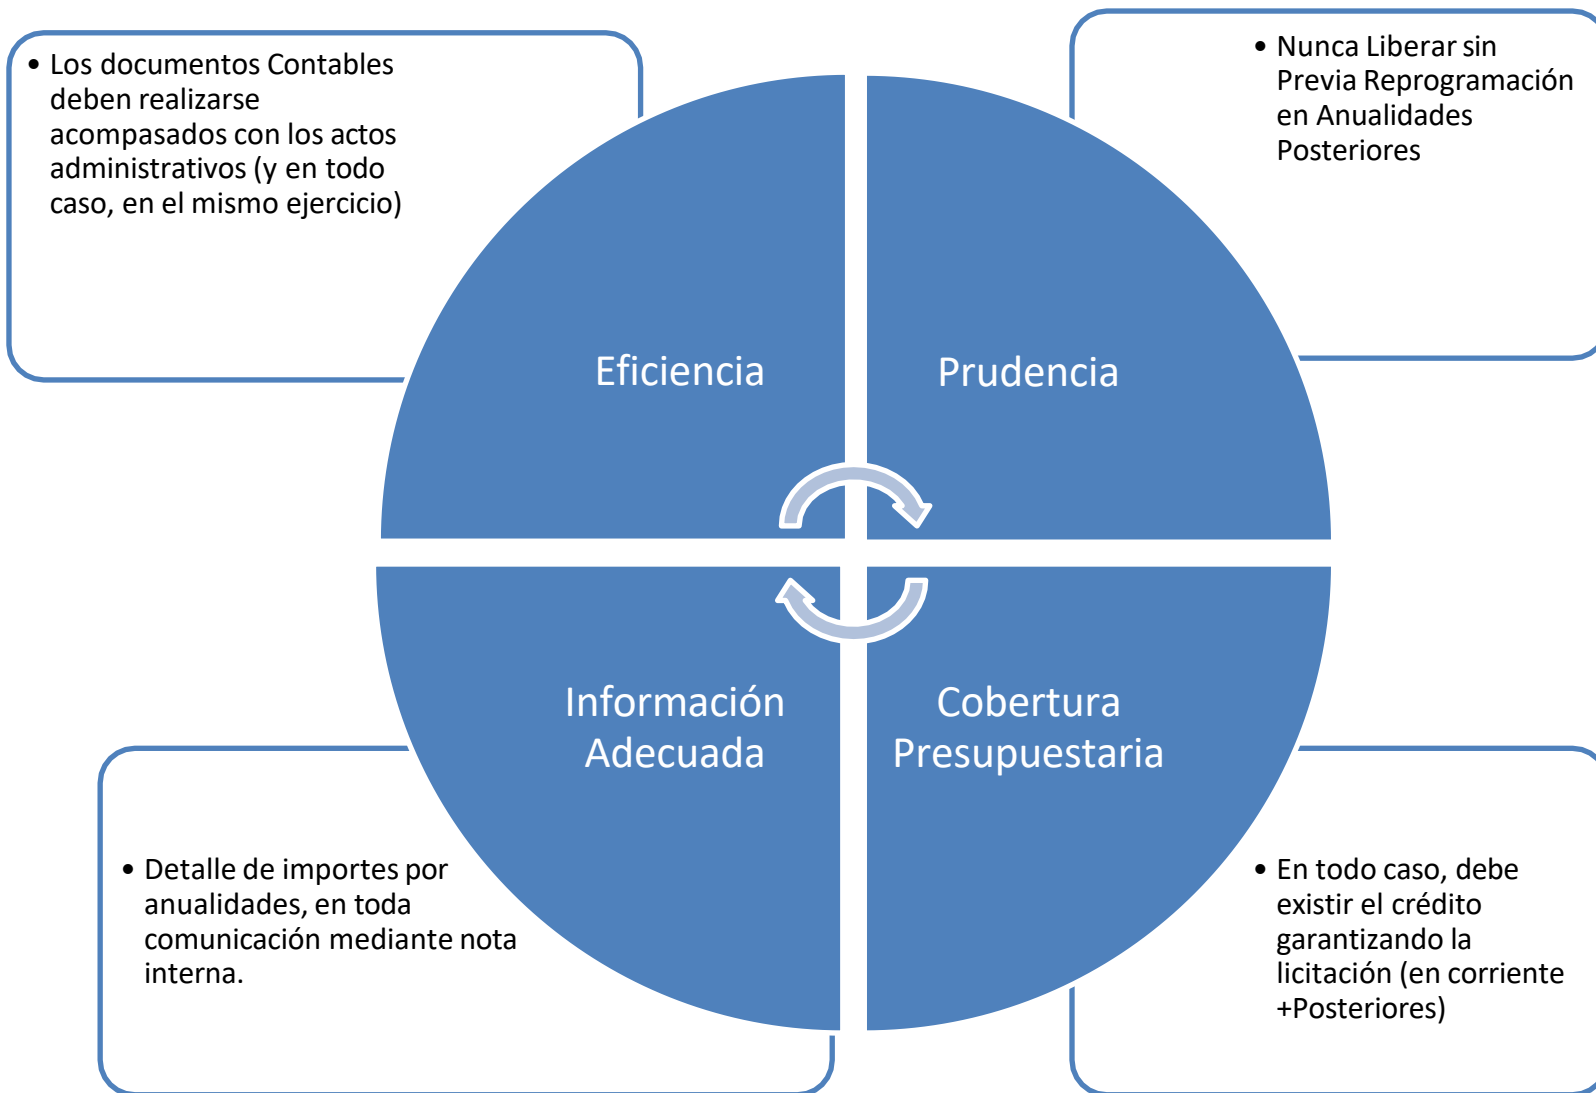 • Los documentos Contables
deben realizarse
acompasados con los actos
administrativos (y en todo
caso, en el mismo ejercicio)
• Nunca Liberar sin
Previa Reprogramación
en Anualidades
Posteriores
Eficiencia
Prudencia
Información
Adecuada
Cobertura
Presupuestaria
• Detalle de importes por
anualidades, en toda
comunicación mediante nota
interna.
• En todo caso, debe
existir el crédito
garantizando la
licitación (en corriente
+Posteriores)